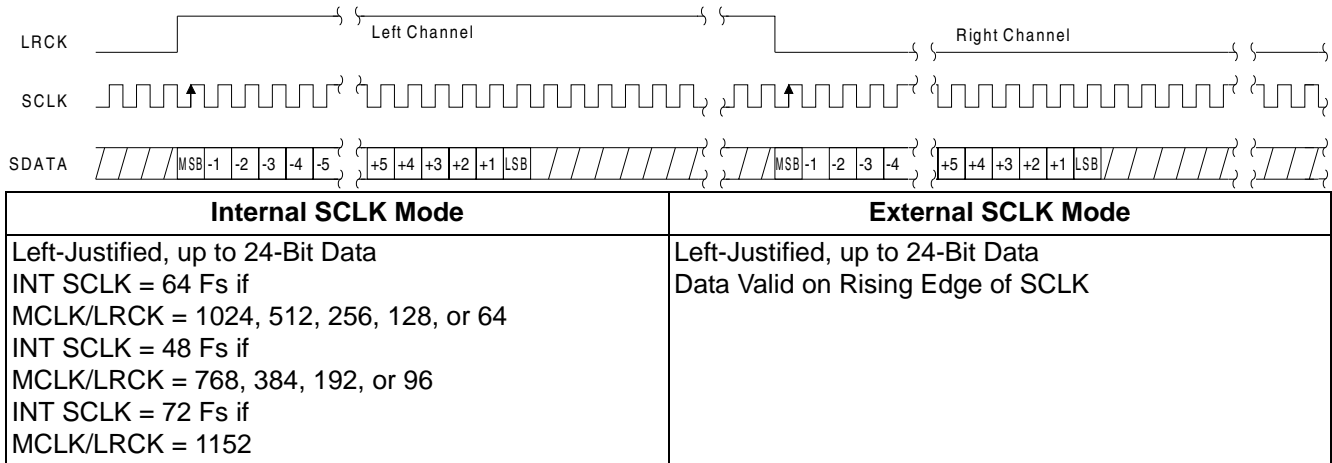 LRCK Left Channel Right Channel
SCLK
SDATA MSB -1 -2 -3 -4 -5 +5 +4 +3 +2 +1 LSB MSB -1 -2 -3 -4 +5 +4 +3 +2 +1 LSB
Internal SCLK Mode External SCLK Mode
Left-Justified, up to 24-Bit Data
INT SCLK = 64 Fs if
MCLK/LRCK = 1024, 512, 256, 128, or 64
INT SCLK = 48 Fs if
MCLK/LRCK = 768, 384, 192, or 96
INT SCLK = 72 Fs if
MCLK/LRCK = 1152
Left-Justified, up to 24-Bit Data
Data Valid on Rising Edge of SCLK